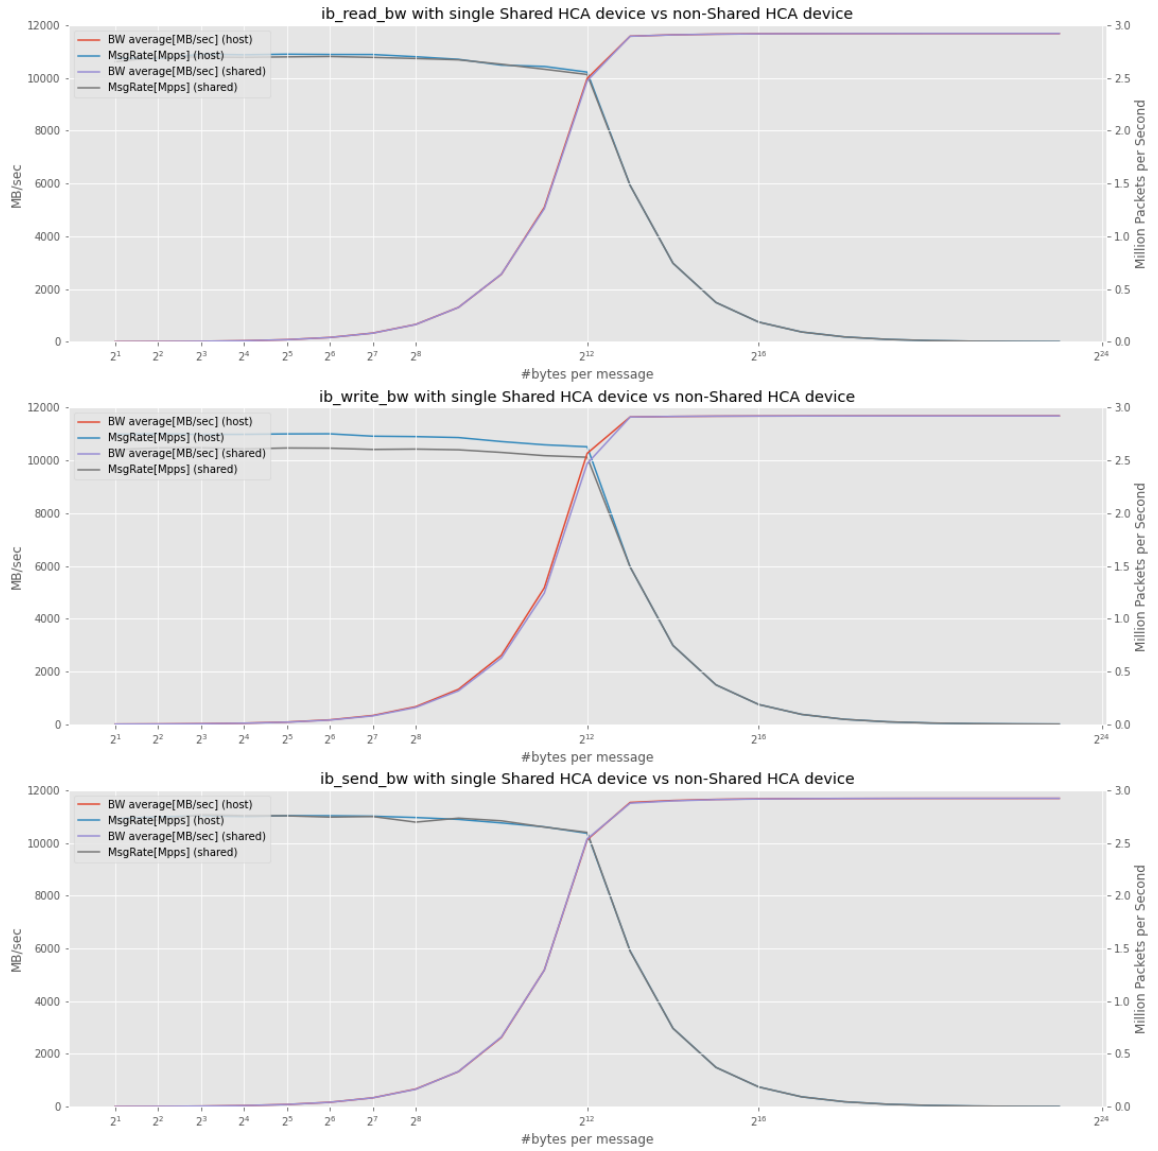 ib_read_bw with single Shared HCA device vs non-Shared HCA device
12000
10000
8000
6000
4000
2000
0
MB/sec
BW average[MB/sec] (host)
MsgRate[Mpps] (host)
BW average[MB/sec] (shared)
MsgRate[Mpps] (shared)
3.0
2.5
2.0
1.5
1.0
0.5
0.0
Million Packets per Second
2¹ 2² 2³ 2⁴ 2⁵ 2⁶ 2⁷ 2⁸ 2¹² 2¹⁶ 2²⁴
#bytes per message
ib_write_bw with single Shared HCA device vs non-Shared HCA device
12000
10000
8000
6000
4000
2000
0
MB/sec
BW average[MB/sec] (host)
MsgRate[Mpps] (host)
BW average[MB/sec] (shared)
MsgRate[Mpps] (shared)
3.0
2.5
2.0
1.5
1.0
0.5
0.0
Million Packets per Second
2¹ 2² 2³ 2⁴ 2⁵ 2⁶ 2⁷ 2⁸ 2¹² 2¹⁶ 2²⁴
#bytes per message
ib_send_bw with single Shared HCA device vs non-Shared HCA device
12000
10000
8000
6000
4000
2000
0
MB/sec
BW average[MB/sec] (host)
MsgRate[Mpps] (host)
BW average[MB/sec] (shared)
MsgRate[Mpps] (shared)
3.0
2.5
2.0
1.5
1.0
0.5
0.0
Million Packets per Second
2¹ 2² 2³ 2⁴ 2⁵ 2⁶ 2⁷ 2⁸ 2¹² 2¹⁶ 2²⁴
#bytes per message